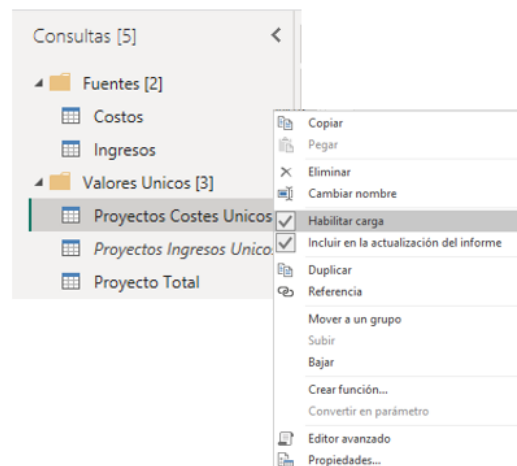 Consultas [5]
Fuentes [2]
Costos
Ingresos
Valores Unicos [3]
Proyectos Costes Unicos
Proyectos Ingresos Unico
Proyecto Total
Copiar
Pegar
Eliminar
Cambiar nombre
Habilitar carga
Incluir en la actualización del informe
Duplicar
Referencia
Mover a un grupo
Subir
Bajar
Crear función...
Convertir en parámetro
Editor avanzado
Propiedades...